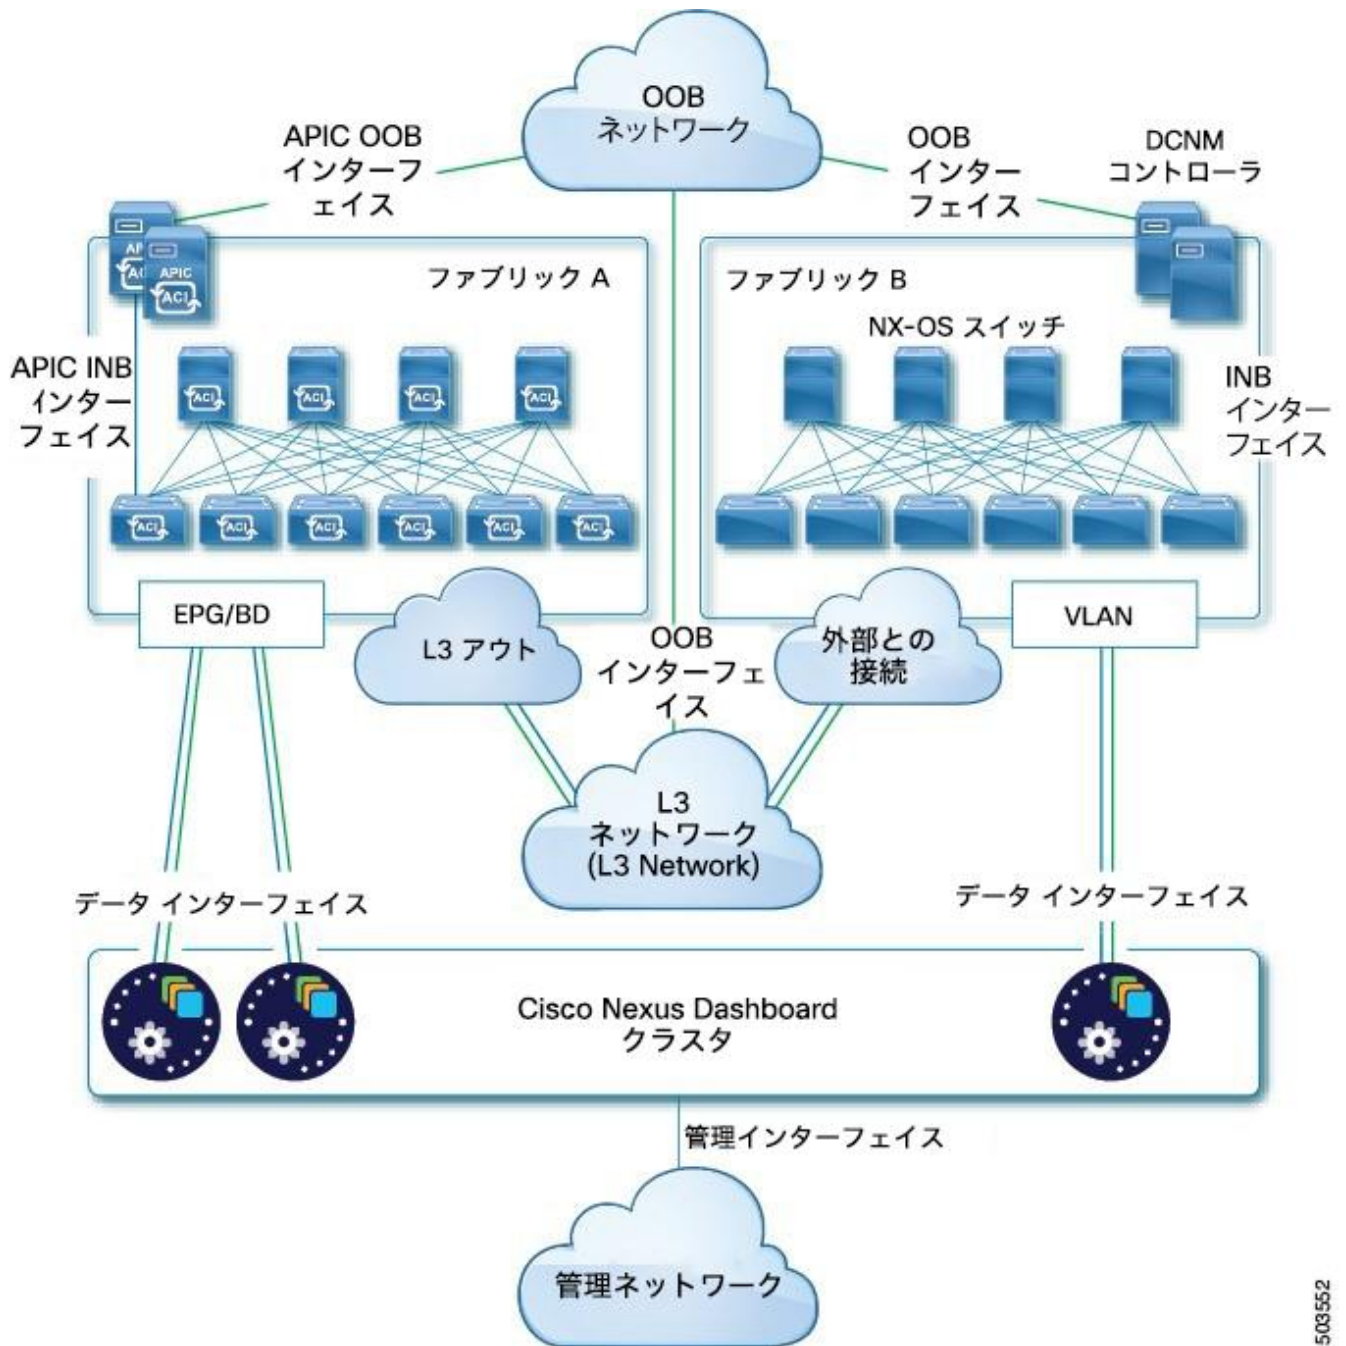 OOB
ネットワーク
APIC OOB
インターフ
ェイス
OOB
インター
フェイス
DCNM
コントローラ
AP
AC
APIC
ACI
ファブリック A
ファブリック B
NX-OS スイッチ
APIC INB
インター
フェイス
INB
インター
フェイス
ACI
ACI
ACI
ACI
ACI
ACI
ACI
ACI
ACI
ACI
EPG/BD
L3 アウト
OOB
インターフェ
イス
外部との
接続
VLAN
L3
ネットワーク
(L3 Network)
データ インターフェイス
データ インターフェイス
Cisco Nexus Dashboard
クラスタ
管理インターフェイス
管理ネットワーク
503552